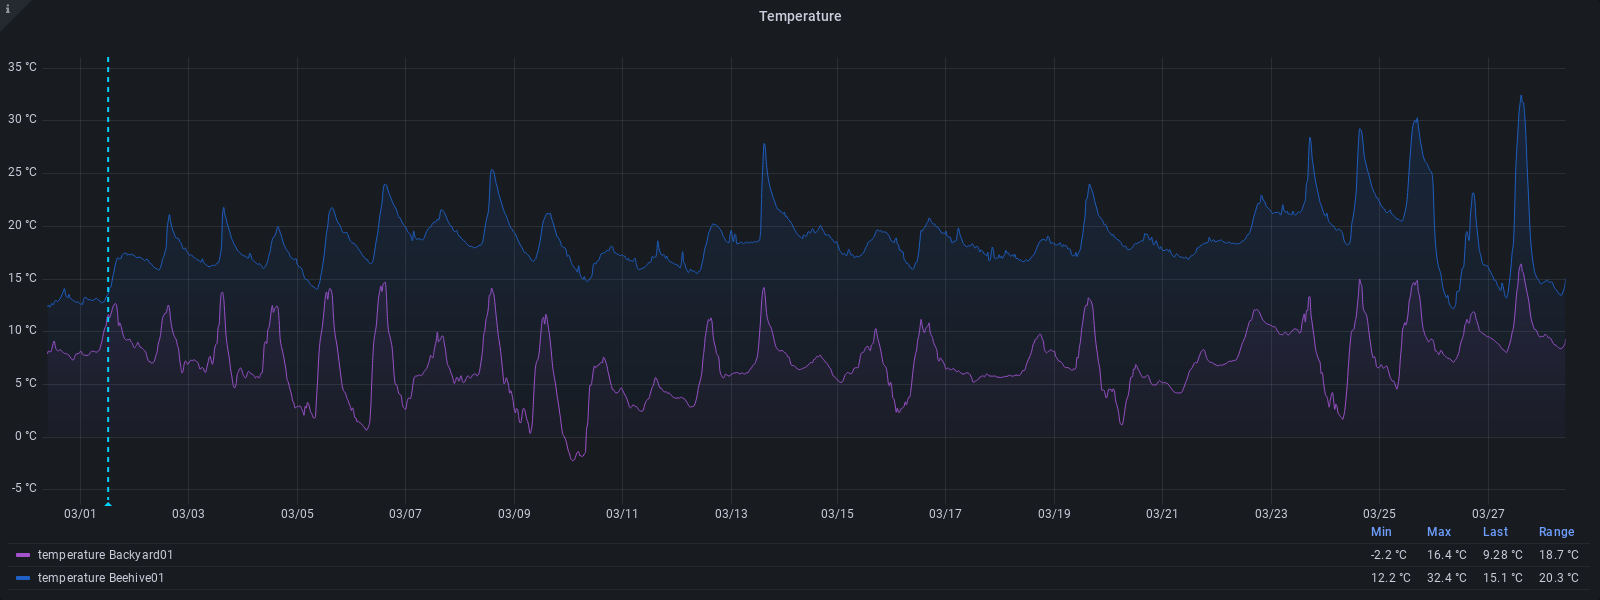 i
Temperature
35 °C
30 °C
25 °C
20 °C
15 °C
10 °C
5 °C
0 °C
-5 °C
03/01 03/03 03/05 03/07 03/09 03/11 03/13 03/15 03/17 03/19 03/21 03/23 03/25 03/27
Min Max Last Range
temperature Backyard01 -2.2 °C 16.4 °C 9.28 °C 18.7 °C
temperature Beehive01 12.2 °C 32.4 °C 15.1 °C 20.3 °C